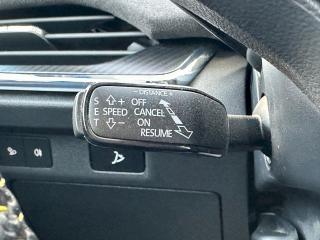 - DISTANCE +
S + OFF
E SPEED CANCEL
T - ON
RESUME